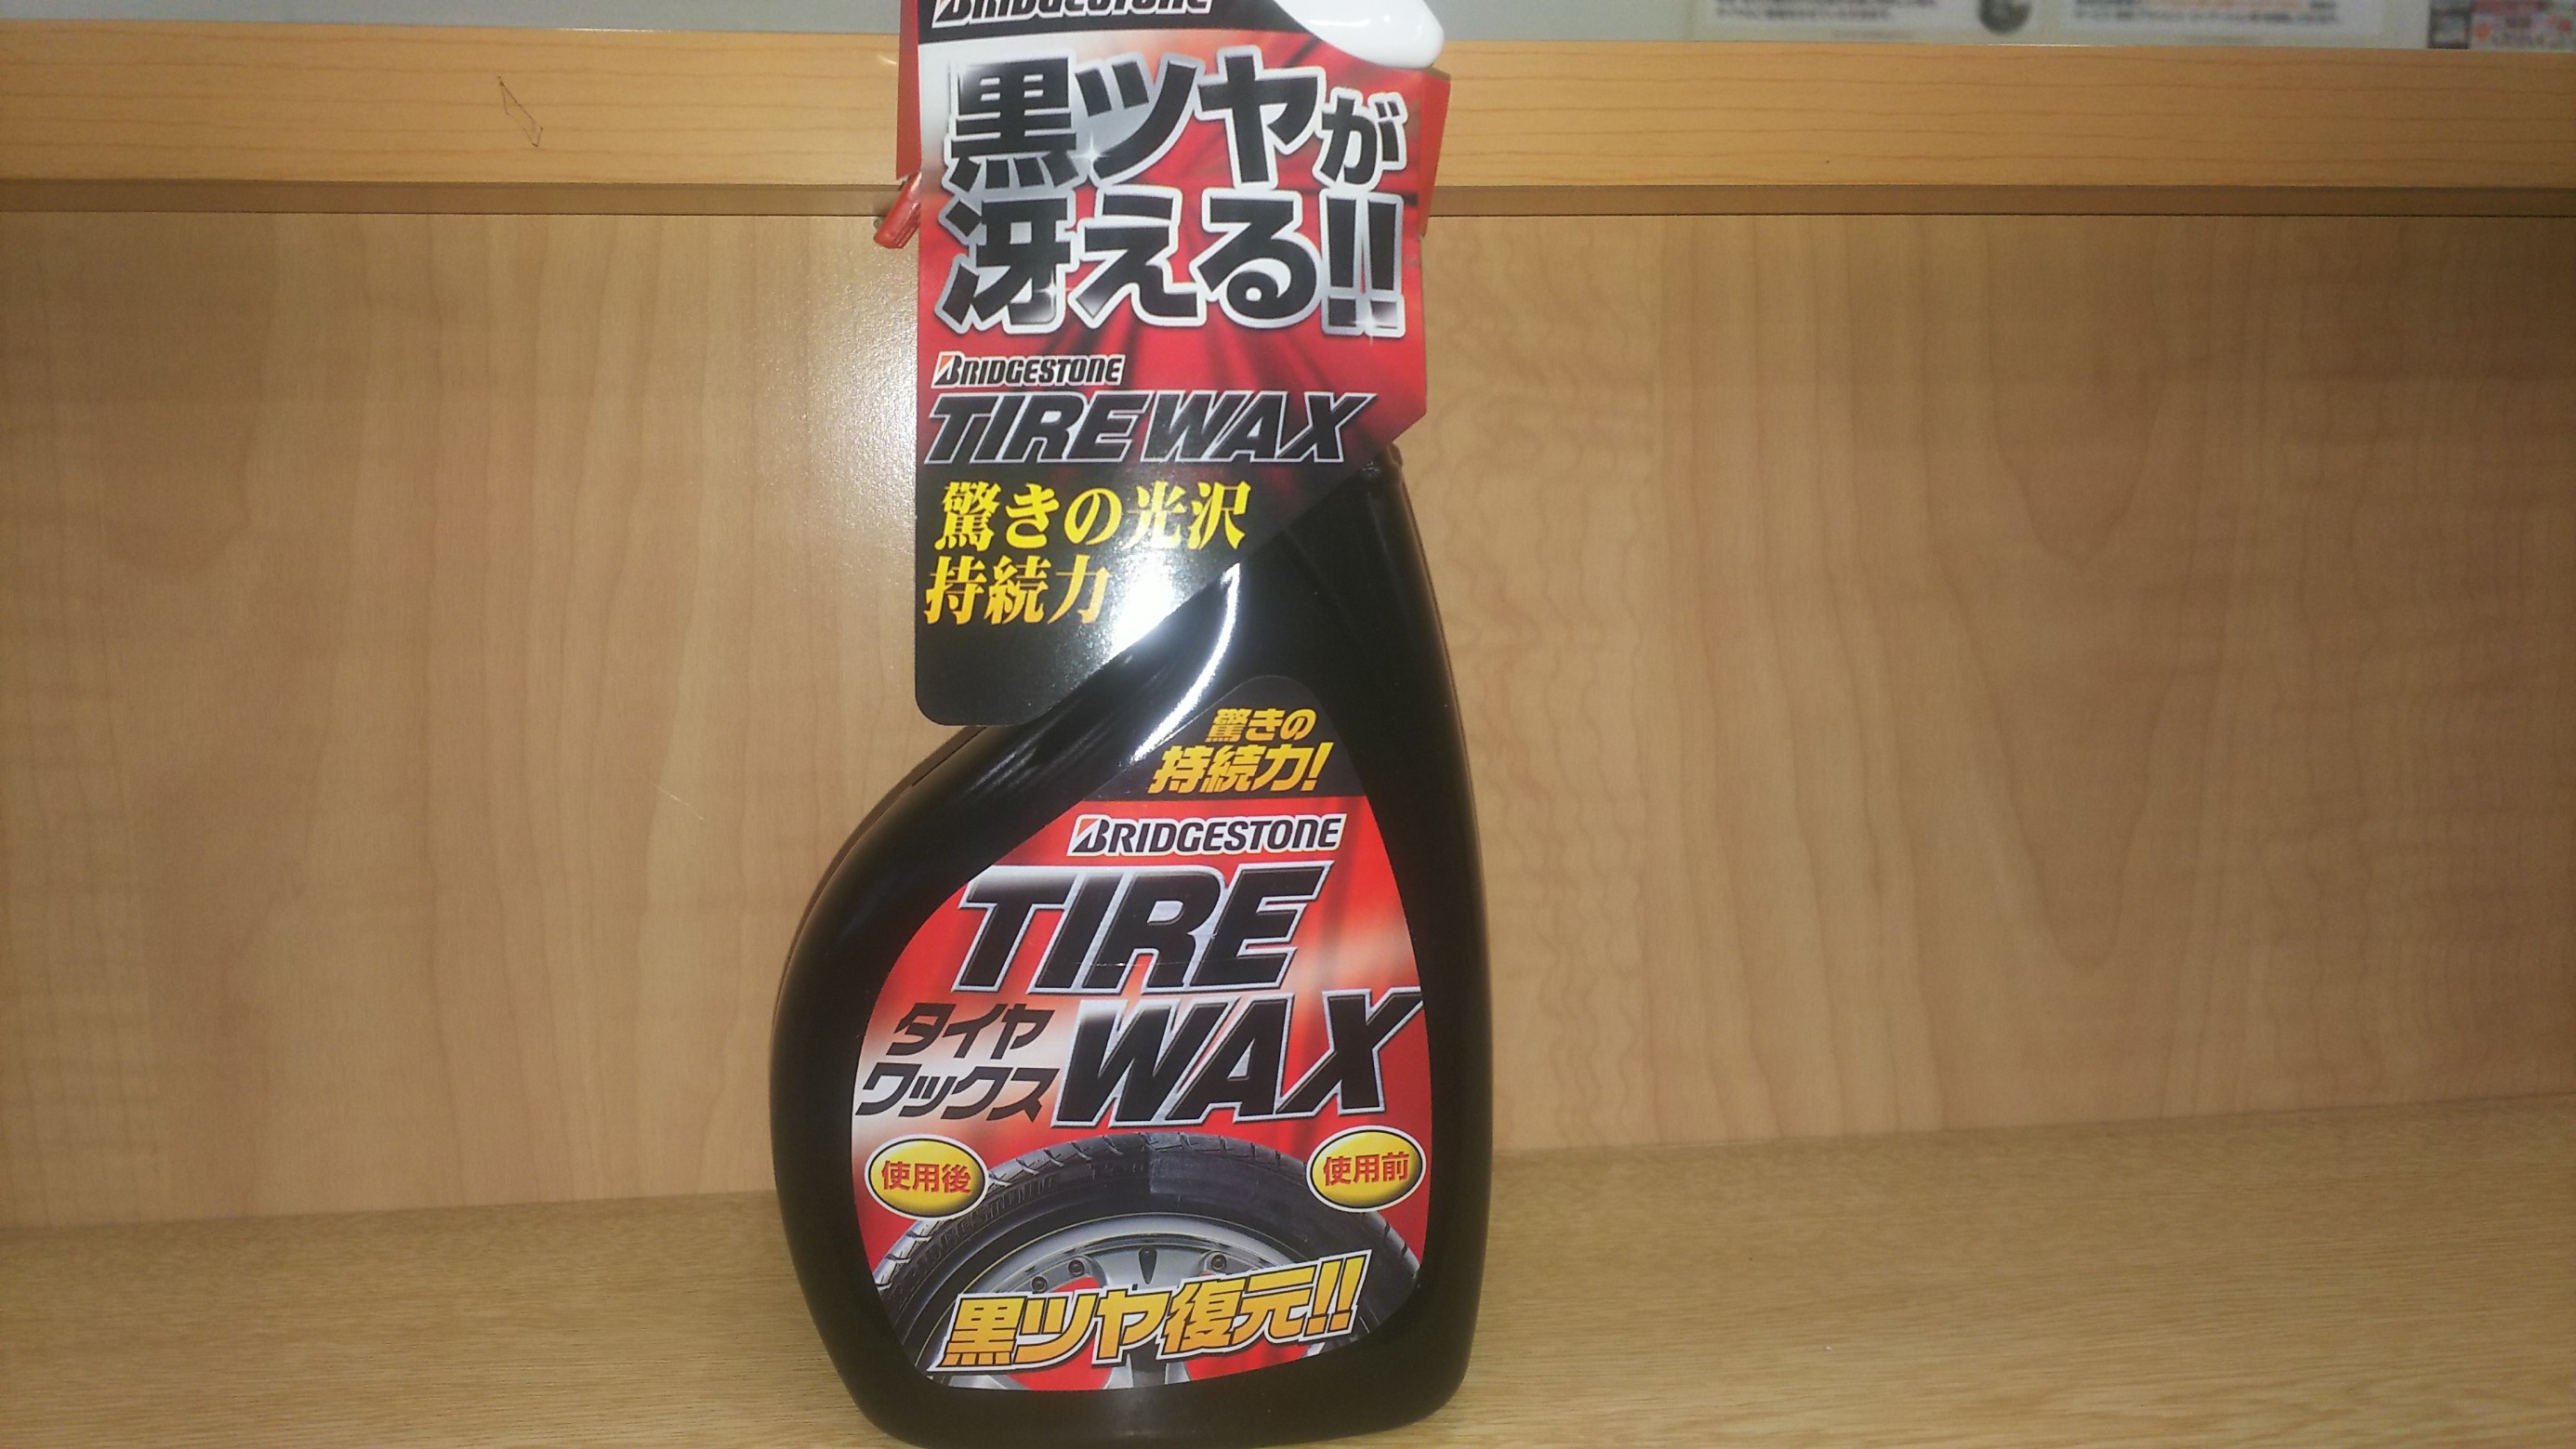 BRIDGESTONE
黒ツヤが
冴える!!
BRIDGESTONE
TIREWAX
驚きの光沢
持続力
驚きの
持続力!
BRIDGESTONE
TIRE
WAX
タイヤ
ワックス
使用後
使用前
黒ツヤ復元!!